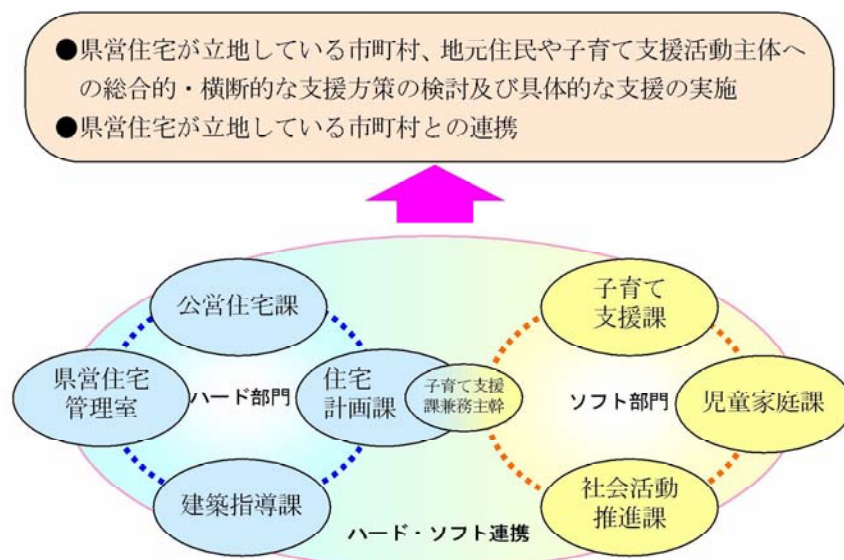 ●県営住宅が立地している市町村、地元住民や子育て支援活動主体へ
の総合的・横断的な支援方策の検討及び具体的な支援の実施
●県営住宅が立地している市町村との連携
公営住宅課
県営住宅
管理室
ハード部門
住宅
計画課
子育て支援
課兼務主幹
建築指導課
子育て
支援課
ソフト部門
児童家庭課
社会活動
推進課
ハード・ソフト連携